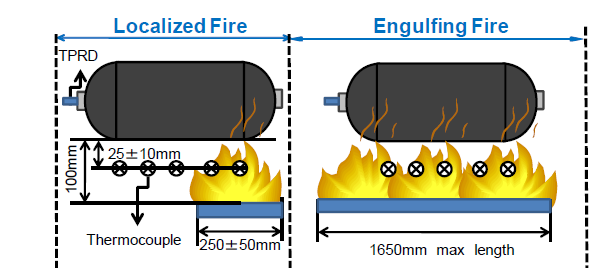 Localized Fire
Engulfing Fire
TPRD
25±10mm
100mm
Thermocouple
250±50mm
1650mm max length